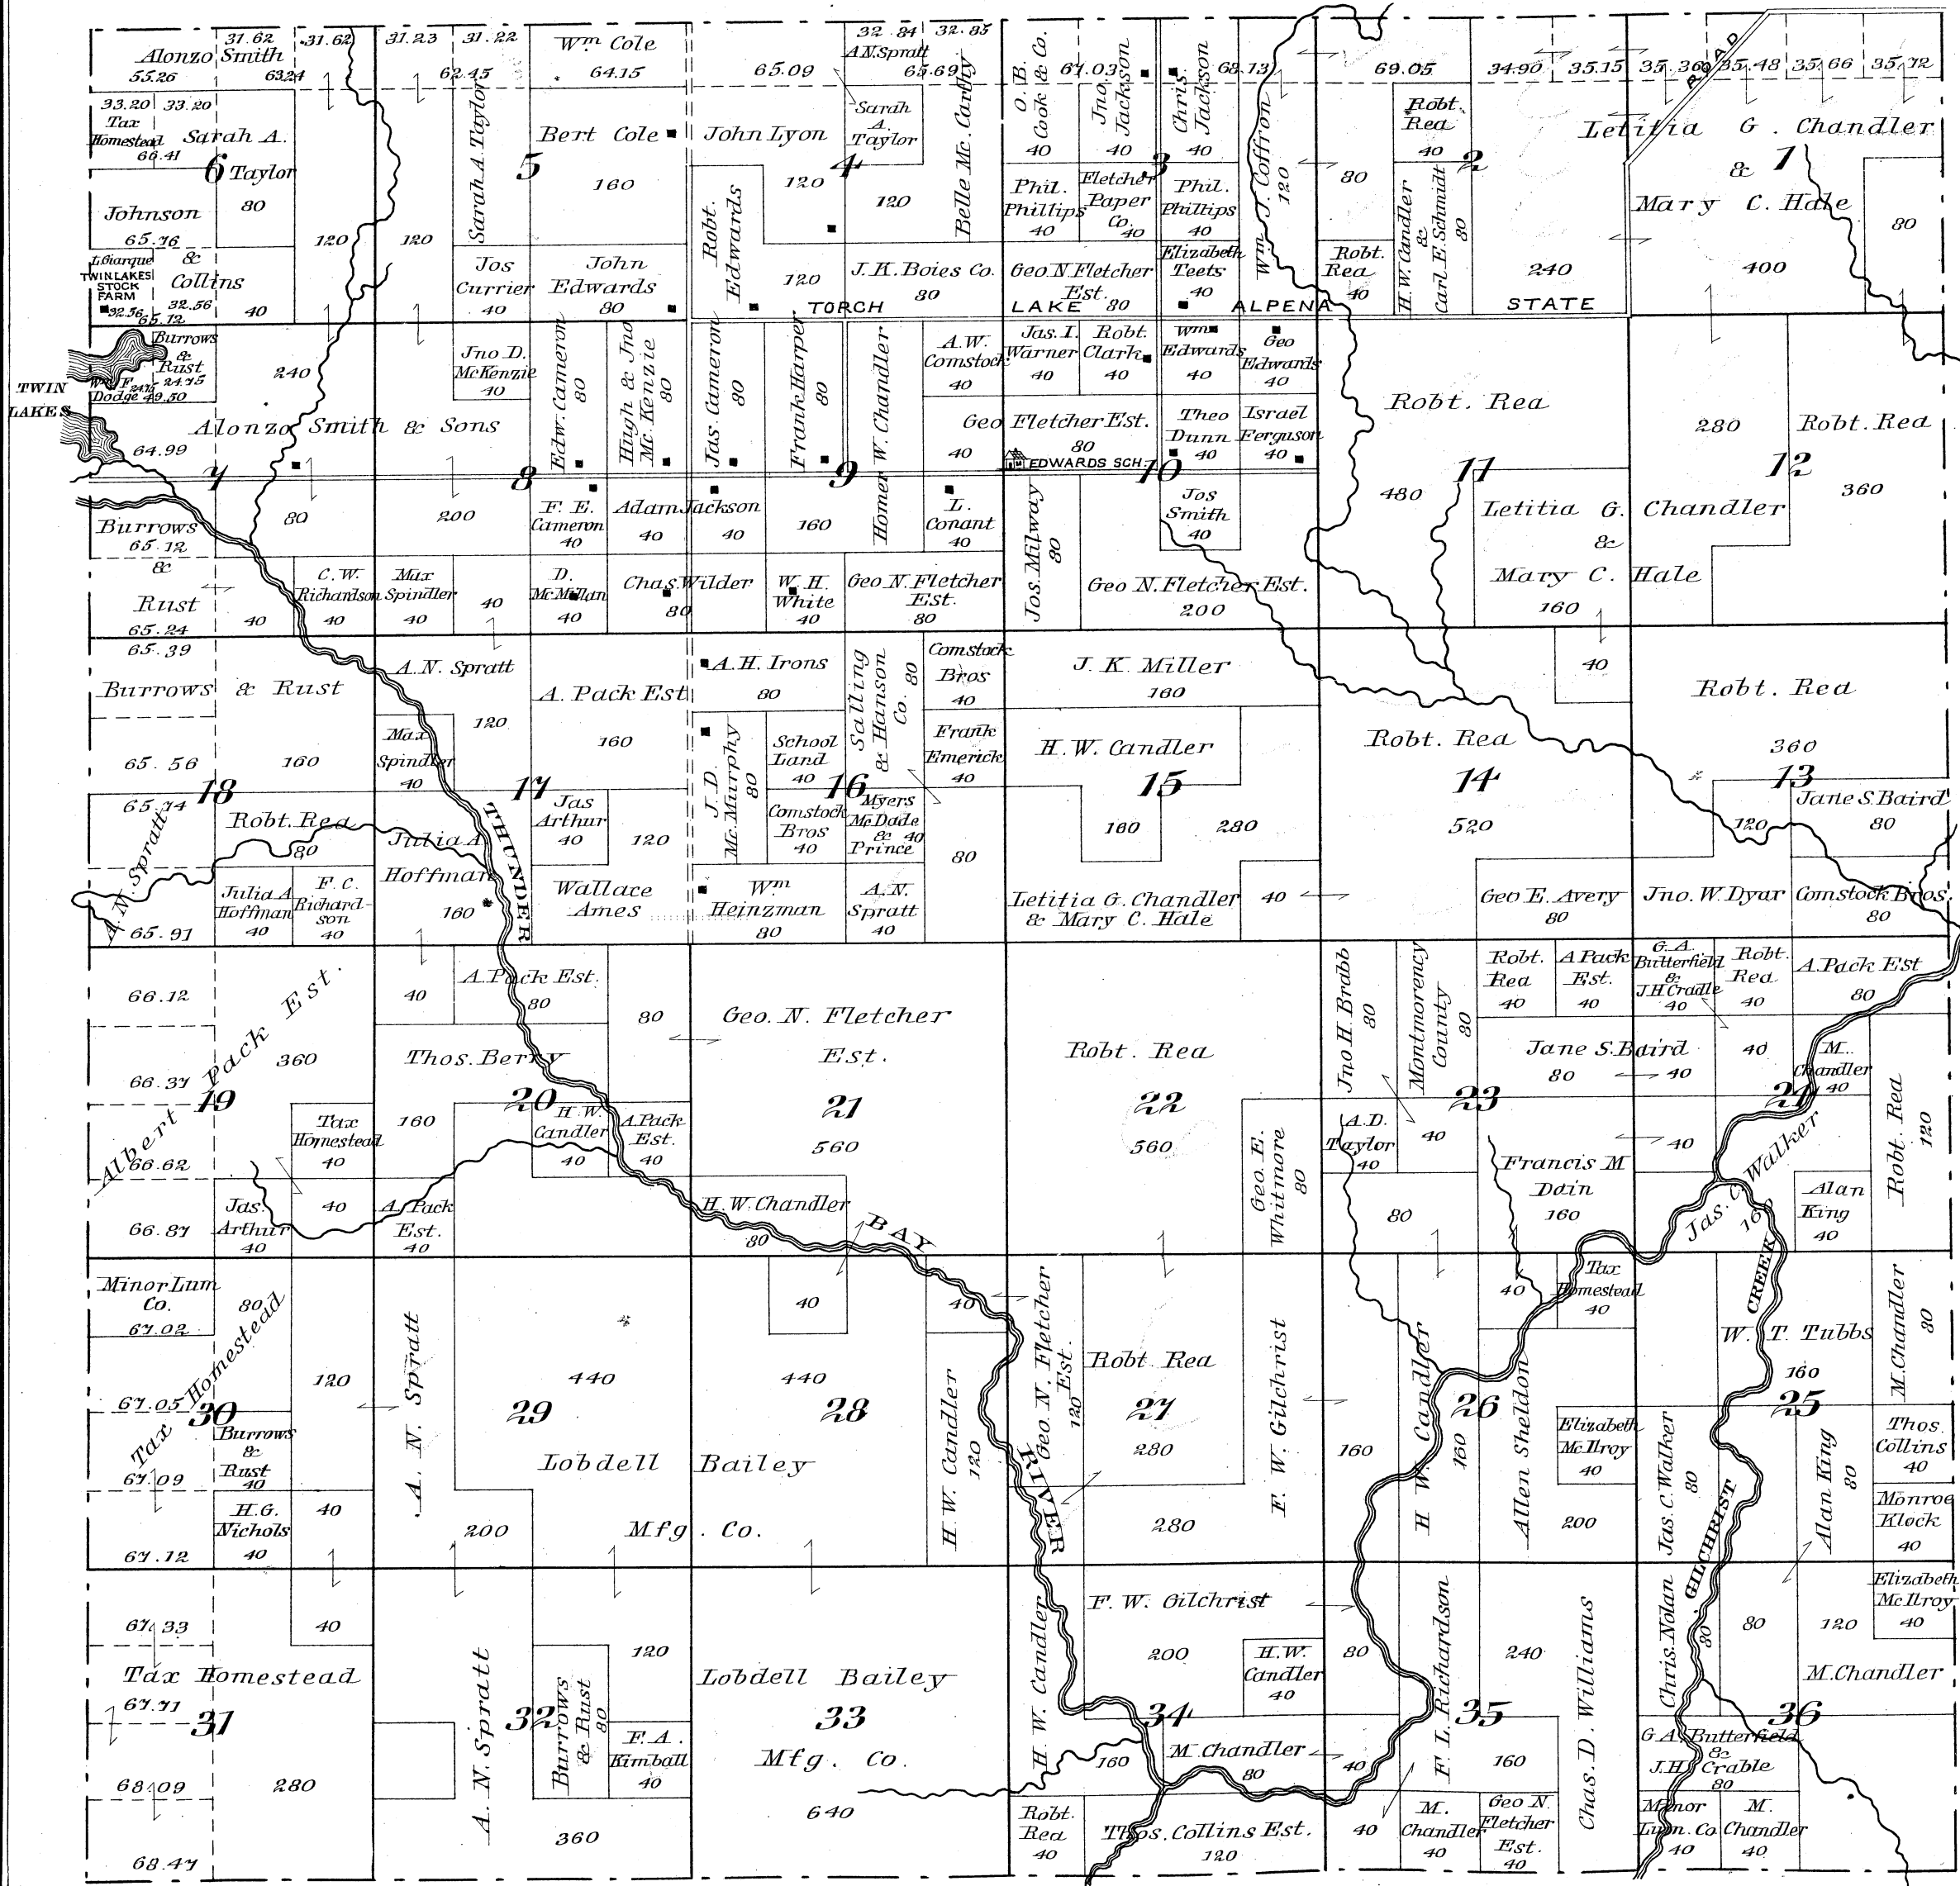 31.62
31.62
31.23
31.22
Wm Cole
32.84
32.85
Alonzo Smith
55.26
63.24
62.45
64.15
65.09
A.N. Spratt
65.69
O. B. Cook & Co.
40
67.03
Jno. Jackson
40
Chris. Jackson
40
68.13
69.05
34.90
35.15
35.36
35.48
35.66
35.72
ROAD
33.20
33.20
Tax
Homestead
66.41
Sarah A.
Taylor
80
6
Johnson
65.76
&
Collins
40
TWIN LAKES
STOCK
FARM
32.56
32.56
65.12
120
120
Sarah A Taylor
5
Bert Cole
160
Jos
Currier
40
John
Edwards
80
John Lyon
120
Robt.
Edwards
120
Sarah
A.
Taylor
4
120
Belle Mc. Carthy
J. K. Boies Co.
80
Phil.
Phillips
40
Fletcher
Paper
Co.
40
3
Phil.
Phillips
40
Geo. N. Fletcher
Est. 80
Elizabeth
Teets
40
Wm J. Coffron
120
80
Robt.
Rea
40
Robt.
Rea
40
H.W. Candler
&
Carl E. Schmidt
80
2
240
Letitia G. Chandler
&
Mary C. Hale
1
400
80
TORCH LAKE ALPENA STATE
TWIN
LAKES
Burrows
&
Rust
24.75
Dodge 49.50
240
64.99
Alonzo Smith & Sons
7
Jno D.
McKenzie
40
Edw. Cameron
80
Hugh & Jno
Mc. Kenzie
80
8
Jas. Cameron
80
Frank Harper
80
Homer W. Chandler
9
A.W.
Comstock
40
Jas. I.
Warner
40
Robt.
Clark
40
Wm
Edwards
40
Geo
Edwards
40
Geo Fletcher Est.
80
40
EDWARDS SCH.
10
Theo
Dunn
40
Israel
Ferguson
40
Robt. Rea
480
11
280
Robt. Rea
12
360
Burrows
65.12
&
Rust
65.24
80
40
200
C.W.
Richardson
40
Max
Spindler
40
40
F. E.
Cameron
40
Adam Jackson
40
40
160
D.
McMillan
40
Chas. Wilder
80
W. H.
White
40
L.
Conant
40
Geo N. Fletcher
Est.
80
Jos. Milway
80
Jos
Smith
40
Geo N. Fletcher Est.
200
Letitia G. Chandler
&
Mary C. Hale
160
65.39
Burrows & Rust
65.56
160
18
A.N. Spratt
120
Max
Spindler
40
17
A. Pack Est
160
A.H. Irons
80
J. D.
Mc. Murphy
80
School
Land
40
16
Salling
& Hanson
Co. 80
Comstock
Bros
40
Frank
Emerick
40
Comstock
Bros
40
Myers
McDade
& 40
Prince
J. K. Miller
160
H. W. Candler
15
160
280
Robt. Rea
14
520
40
Robt. Rea
360
13
65.74
A. N. Spratt
65.91
Robt. Rea
80
Julia A
Hoffman
40
F. C.
Richard-
son
40
Julia A
Hoffman
160
THUNDER
Jas
Arthur
40
120
Wallace
Ames
Wm
Heinzman
80
A. N.
Spratt
40
80
Letitia G. Chandler
& Mary C. Hale
40
Geo E. Avery
80
120
Jane S. Baird
80
Jno. W. Dyar
Comstock Bros.
80
66.12
66.37
66.62
66.87
Albert Pack Est.
360
19
Tax
Homestead
40
Jas.
Arthur
40
40
40
A. Pack Est.
80
80
Thos. Berry
160
20
H. W.
Candler
40
A. Pack
Est.
40
A. Pack
Est.
40
Geo. N. Fletcher
Est.
21
560
H. W. Chandler
80
BAY
Robt. Rea
22
560
Geo. E.
Whitmore
80
Jno H. Brabb
80
Montmorency
County
80
Robt.
Rea
40
A Pack
Est.
40
G. A.
Butterfield
&
J.H. Cradle
40
Robt.
Rea
40
A. Pack Est
80
Jane S. Baird
80
40
40
23
A.D.
Taylor
40
40
80
Francis M
Dain
160
40
M.
Chandler
40
24
Jas. C. Walker
160
Alan
King
40
Robt. Rea
120
Minor Lum
Co.
67.02
67.05
67.09
67.12
80
Tax Homestead
30
120
Burrows
&
Rust
40
H.G.
Nichols
40
40
A. N. Spratt
200
29
440
Lobdell Bailey
Mfg. Co.
28
440
40
40
H. W. Candler
120
Geo. N. Fletcher
Est.
120
RIVER
Robt. Rea
27
280
280
F. W. Gilchrist
160
H W. Candler
160
26
40
Tax
Homestead
40
Allen Sheldon
200
Elizabeth
McIlroy
40
CREEK
W. T. Tubbs
160
25
M. Chandler
80
Jas. C. Walker
80
GILCHRIST
Alan King
80
Thos.
Collins
40
Monroe
Klock
40
67.33
Tax Homestead
67.71
31
68.09
68.47
280
40
A. N. Spratt
32
120
Burrows
& Rust
80
F. A.
Kimball
40
360
Lobdell Bailey
33
Mfg. Co.
640
H. W. Candler
160
F. W. Gilchrist
200
H.W.
Candler
40
34
M. Chandler
80
Robt.
Rea
40
Thos. Collins Est.
120
80
F. L. Richardson
35
240
160
40
40
M.
Chandler
40
Geo N.
Fletcher
Est.
40
Chas. D. Williams
Chris. Nolan
80
80
120
Elizabeth
McIlroy
40
M. Chandler
36
G. A. Butterfield
&
J.H. Crable
80
Minor
Lum. Co
40
M.
Chandler
40